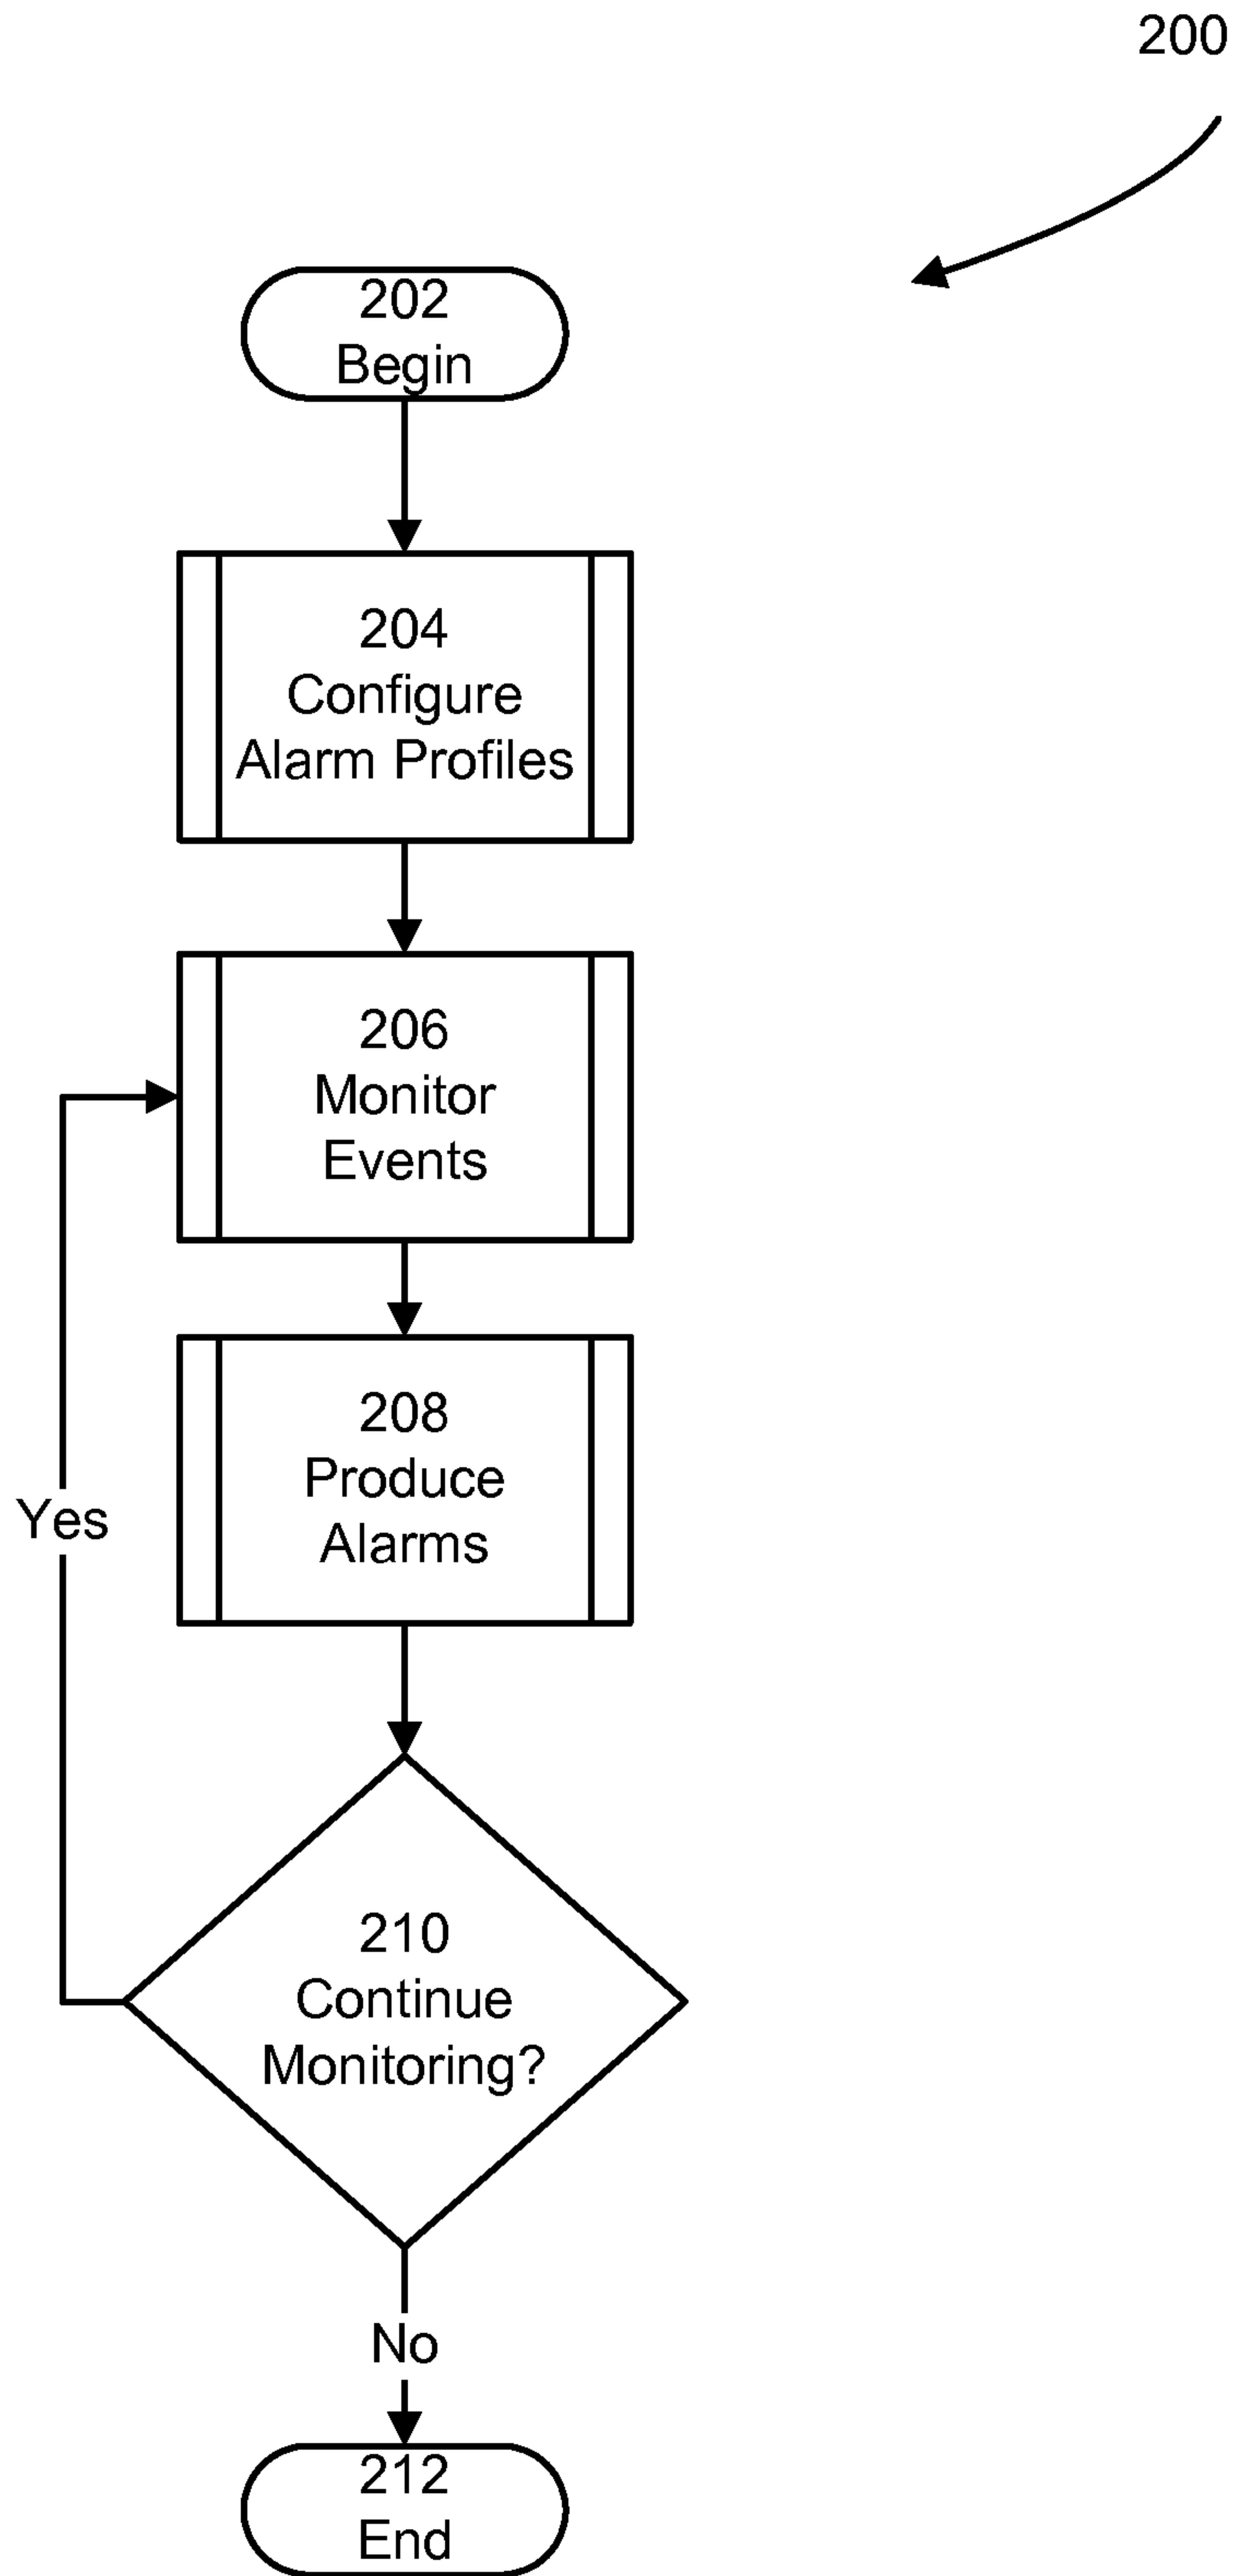 200
202
Begin
204
Configure
Alarm Profiles
206
Monitor
Events
208
Produce
Alarms
Yes
210
Continue
Monitoring?
No
212
End